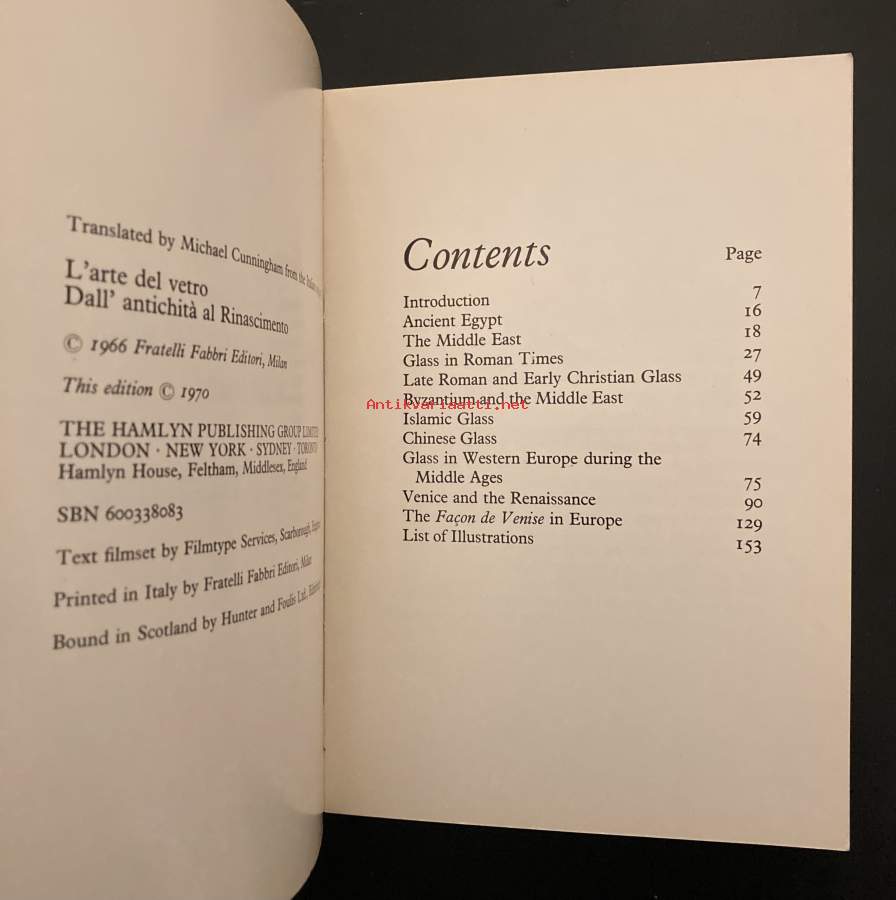 Translated by Michael Cunningham from the Italian
L'arte del vetro
Dall' antichità al Rinascimento
© 1966 Fratelli Fabbri Editori, Milan
This edition © 1970
THE HAMLYN PUBLISHING GROUP LIMITED
LONDON · NEW YORK · SYDNEY · TORONTO
Hamlyn House, Feltham, Middlesex, England
SBN 600338083
Text filmset by Filmtype Services, Scarborough,
Printed in Italy by Fratelli Fabbri Editori, Milan
Bound in Scotland by Hunter and Foulis Ltd,
Contents Page
Introduction 7
Ancient Egypt 16
The Middle East 18
Glass in Roman Times 27
Late Roman and Early Christian Glass 49
Byzantium and the Middle East 52
Antikvariaatti.net
Islamic Glass 59
Chinese Glass 74
Glass in Western Europe during the
Middle Ages 75
Venice and the Renaissance 90
The Façon de Venise in Europe 129
List of Illustrations 153